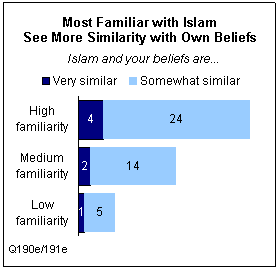 Most Familiar with Islam
See More Similarity with Own Beliefs
Islam and your beliefs are...
Very similar Somewhat similar
High
familiarity
4 24
Medium
familiarity
2 14
Low
familiarity
1 5
Q190e/191e